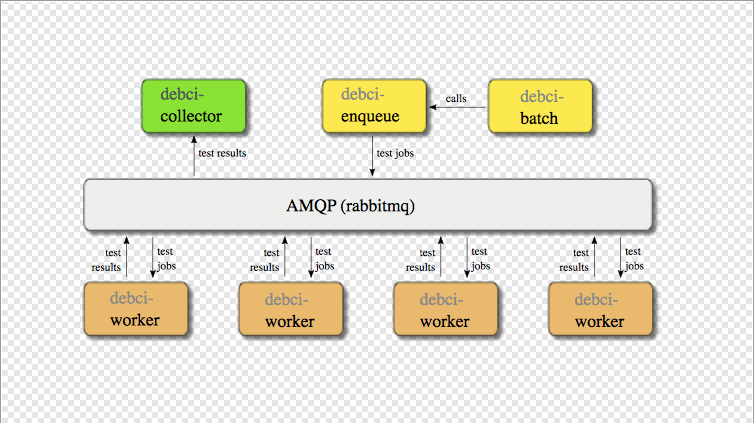 debci-
collector
debci-
enqueue
calls
debci-
batch
test results
test jobs
AMQP (rabbitmq)
test
results
test
jobs
test
results
test
jobs
test
results
test
jobs
test
results
test
jobs
debci-
worker
debci-
worker
debci-
worker
debci-
worker